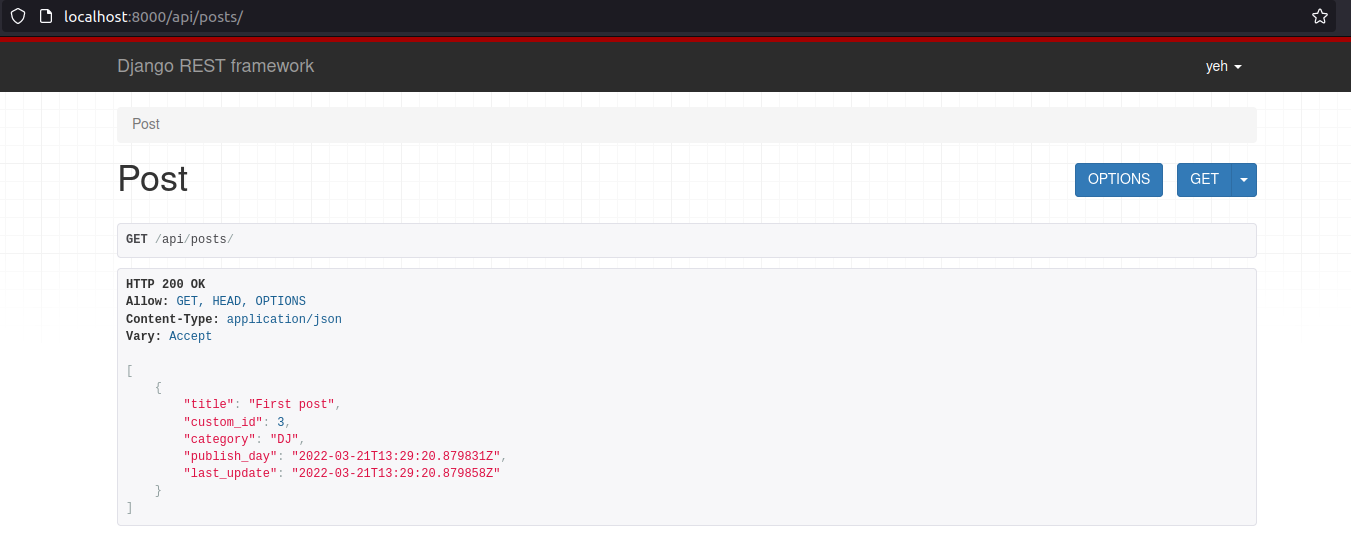 localhost:8000/api/posts/
Django REST framework
yeh
Post
Post
OPTIONS
GET
GET /api/posts/
HTTP 200 OK
Allow: GET, HEAD, OPTIONS
Content-Type: application/json
Vary: Accept
[
    {
        "title": "First post",
        "custom_id": 3,
        "category": "DJ",
        "publish_day": "2022-03-21T13:29:20.879831Z",
        "last_update": "2022-03-21T13:29:20.879858Z"
    }
]